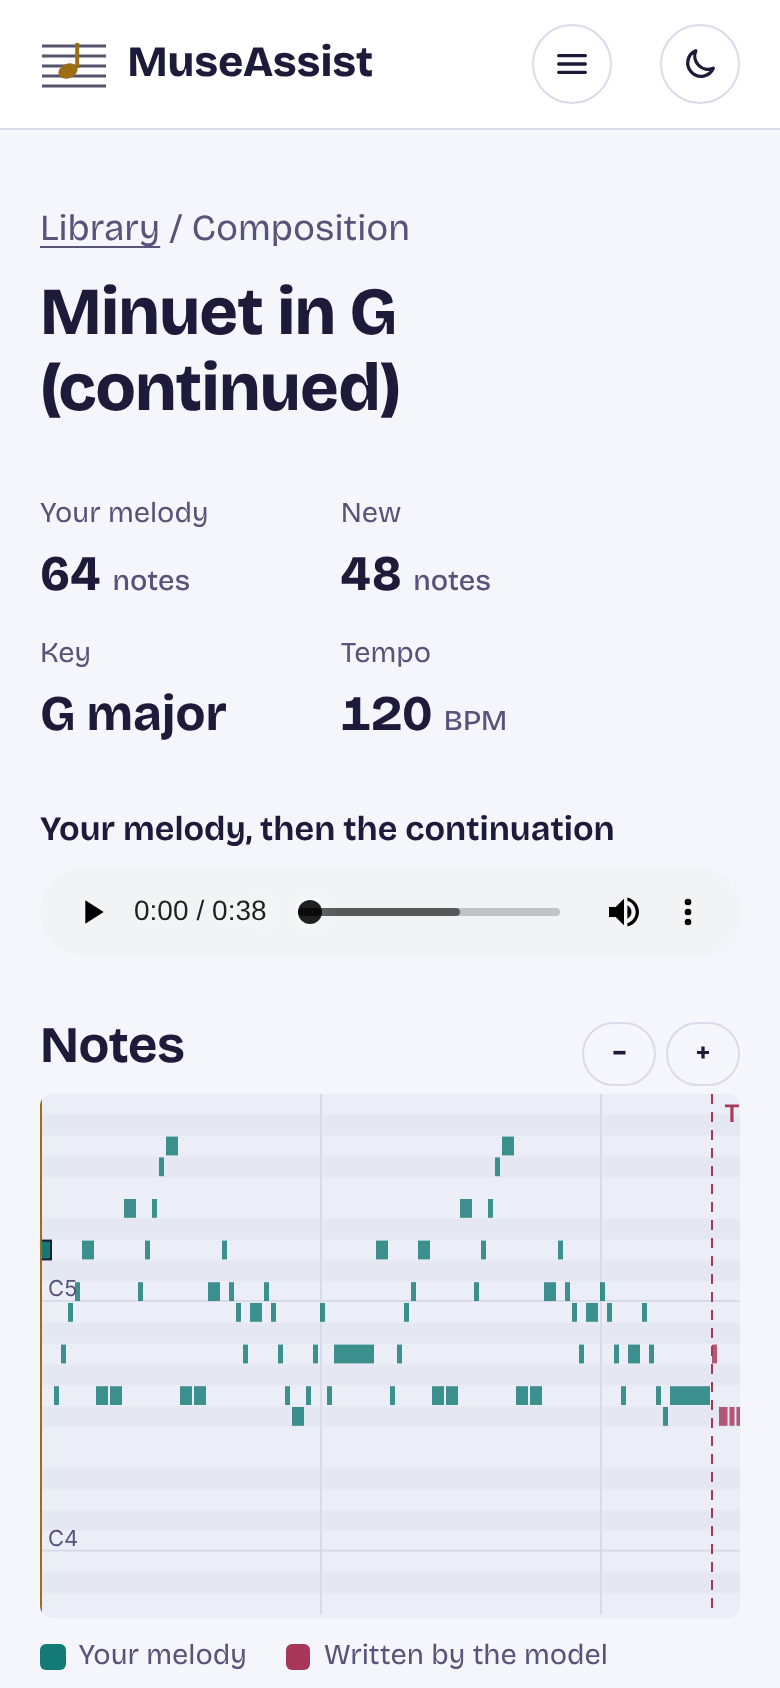 MuseAssist
Library / Composition
Minuet in G
(continued)
Your melody
64 notes
New
48 notes
Key
G major
Tempo
120 BPM
Your melody, then the continuation
0:00 / 0:38
Notes
-
+
T
C5
C4
Your melody
Written by the model